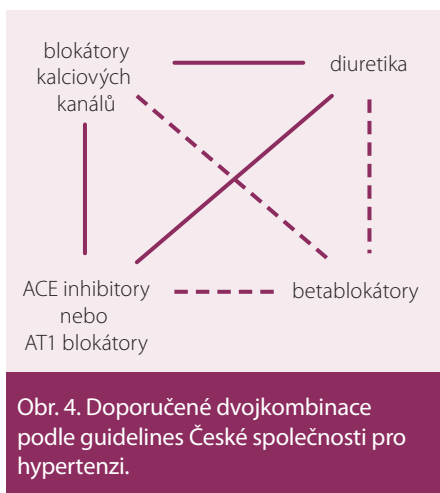 blokátory
kalciových
kanálů
diuretika
ACE inhibitory
nebo
AT1 blokátory
betablokátory
Obr. 4. Doporučené dvojkombinace
podle guidelines České společnosti pro
hypertenzi.